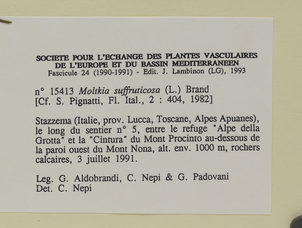 SOCIETE POUR L'ECHANGE DES PLANTES VASCULAIRES
DE L'EUROPE ET DU BASSIN MEDITERRANEEN
Fascicule 24 (1990-1991) - Edit. J. Lambinon (LG), 1993
n° 15413 Moltkia suffruticosa (L.) Brand
[Cf. S. Pignatti, Fl. Ital., 2 : 404, 1982]
Stazzema (Italie, prov. Lucca, Toscane, Alpes Apuanes),
le long du sentier n° 5, entre le refuge "Alpe della
Grotta" et la "Cintura" du Mont Procinto au-dessous de
la paroi ouest du Mont Nona, alt. env. 1000 m, rochers
calcaires, 3 juillet 1991.
Leg. G. Aldobrandi, C. Nepi & G. Padovani
Det. C. Nepi